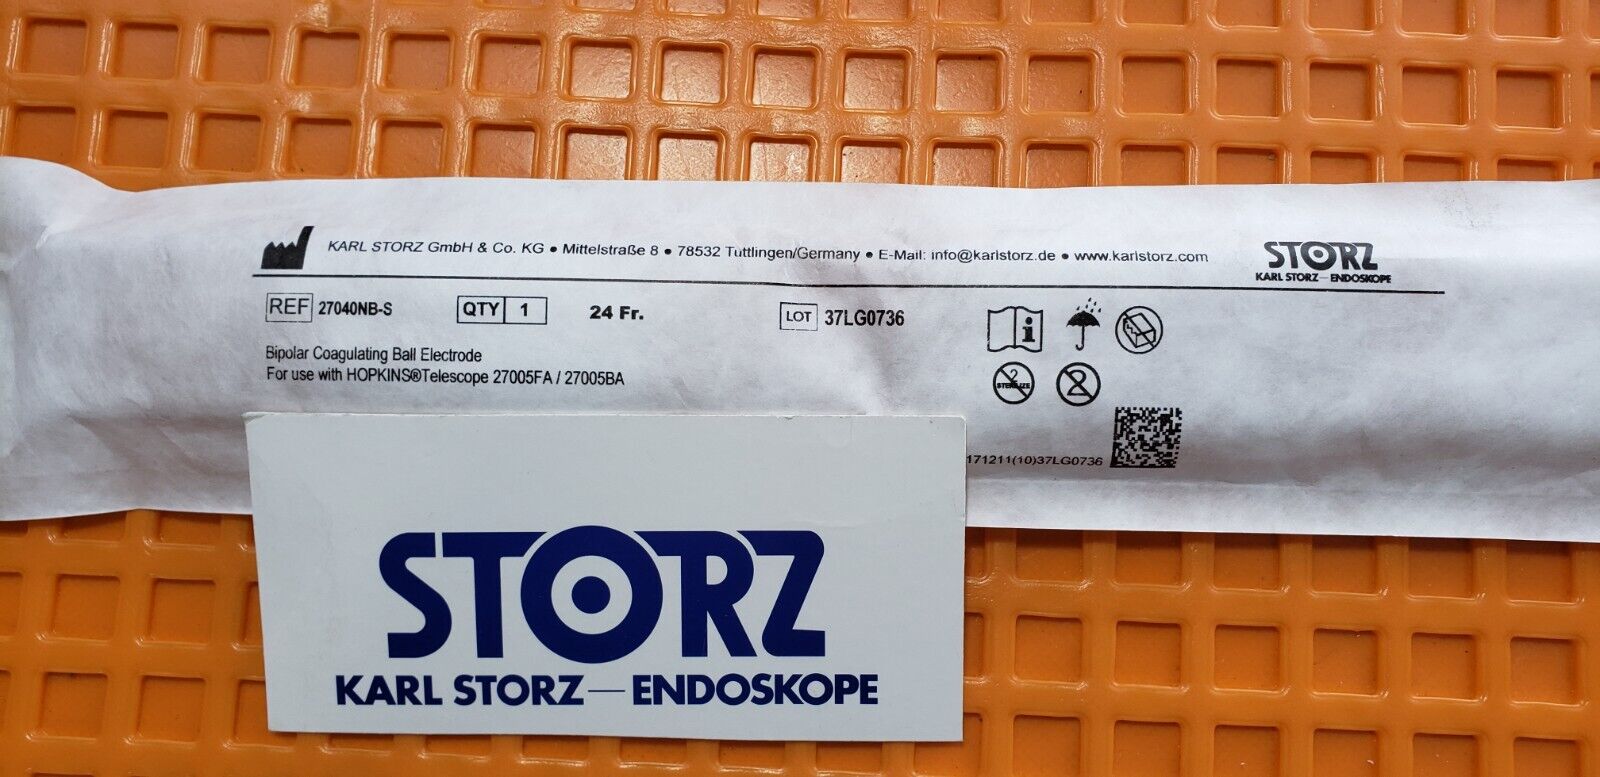 KARL STORZ GmbH & Co. KG • Mittelstraße 8 • 78532 Tuttlingen/Germany • E-Mail: info@karlstorz.de • www.karlstorz.com
STORZ
KARL STORZ—ENDOSKOPE
REF 27040NB-S QTY 1 24 Fr. LOT 37LG0736
Bipolar Coagulating Ball Electrode
For use with HOPKINS®Telescope 27005FA / 27005BA
2
STERILIZE
2
171211(10)37LG0736
STORZ
KARL STORZ—ENDOSKOPE